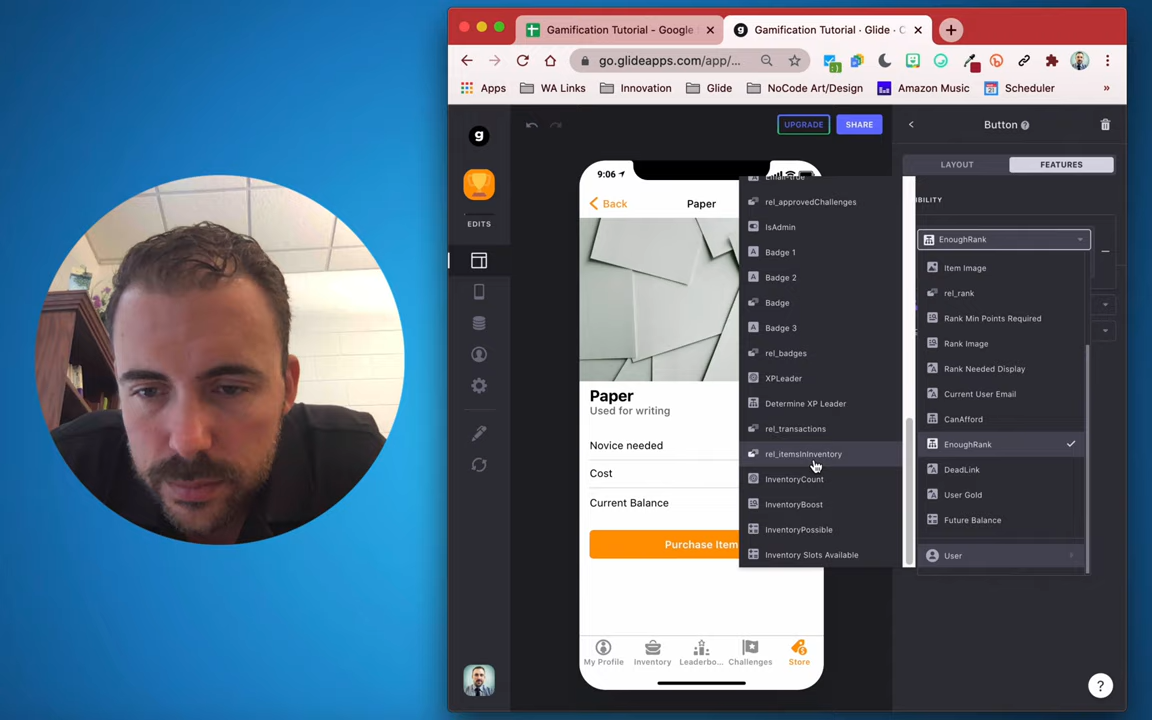 Gamification Tutorial - Google
Gamification Tutorial · Glide · C
go.glideapps.com/app/...
Apps
WA Links
Innovation
Glide
NoCode Art/Design
Amazon Music
Scheduler
»
g
EDITS
UPGRADE
SHARE
Button
LAYOUT
FEATURES
IBILITY
EnoughRank
Item Image
rel_rank
Rank Min Points Required
Rank Image
Rank Needed Display
Current User Email
CanAfford
EnoughRank
DeadLink
User Gold
Future Balance
User
rel_approvedChallenges
IsAdmin
Badge 1
Badge 2
Badge
Badge 3
rel_badges
XPLeader
Determine XP Leader
rel_transactions
rel_itemsInInventory
InventoryCount
InventoryBoost
InventoryPossible
Inventory Slots Available
9:06
Back
Paper
Paper
Used for writing
Novice needed
Cost
Current Balance
Purchase Item
My Profile
Inventory
Leaderbo...
Challenges
Store
?